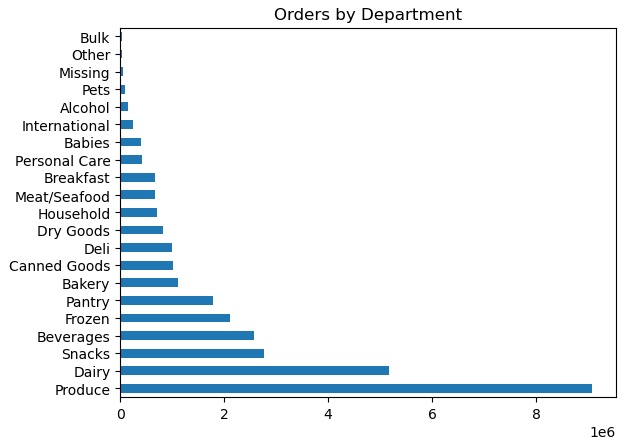 Orders by Department
Bulk
Other
Missing
Pets
Alcohol
International
Babies
Personal Care
Breakfast
Meat/Seafood
Household
Dry Goods
Deli
Canned Goods
Bakery
Pantry
Frozen
Beverages
Snacks
Dairy
Produce
0 2 4 6 8
1e6